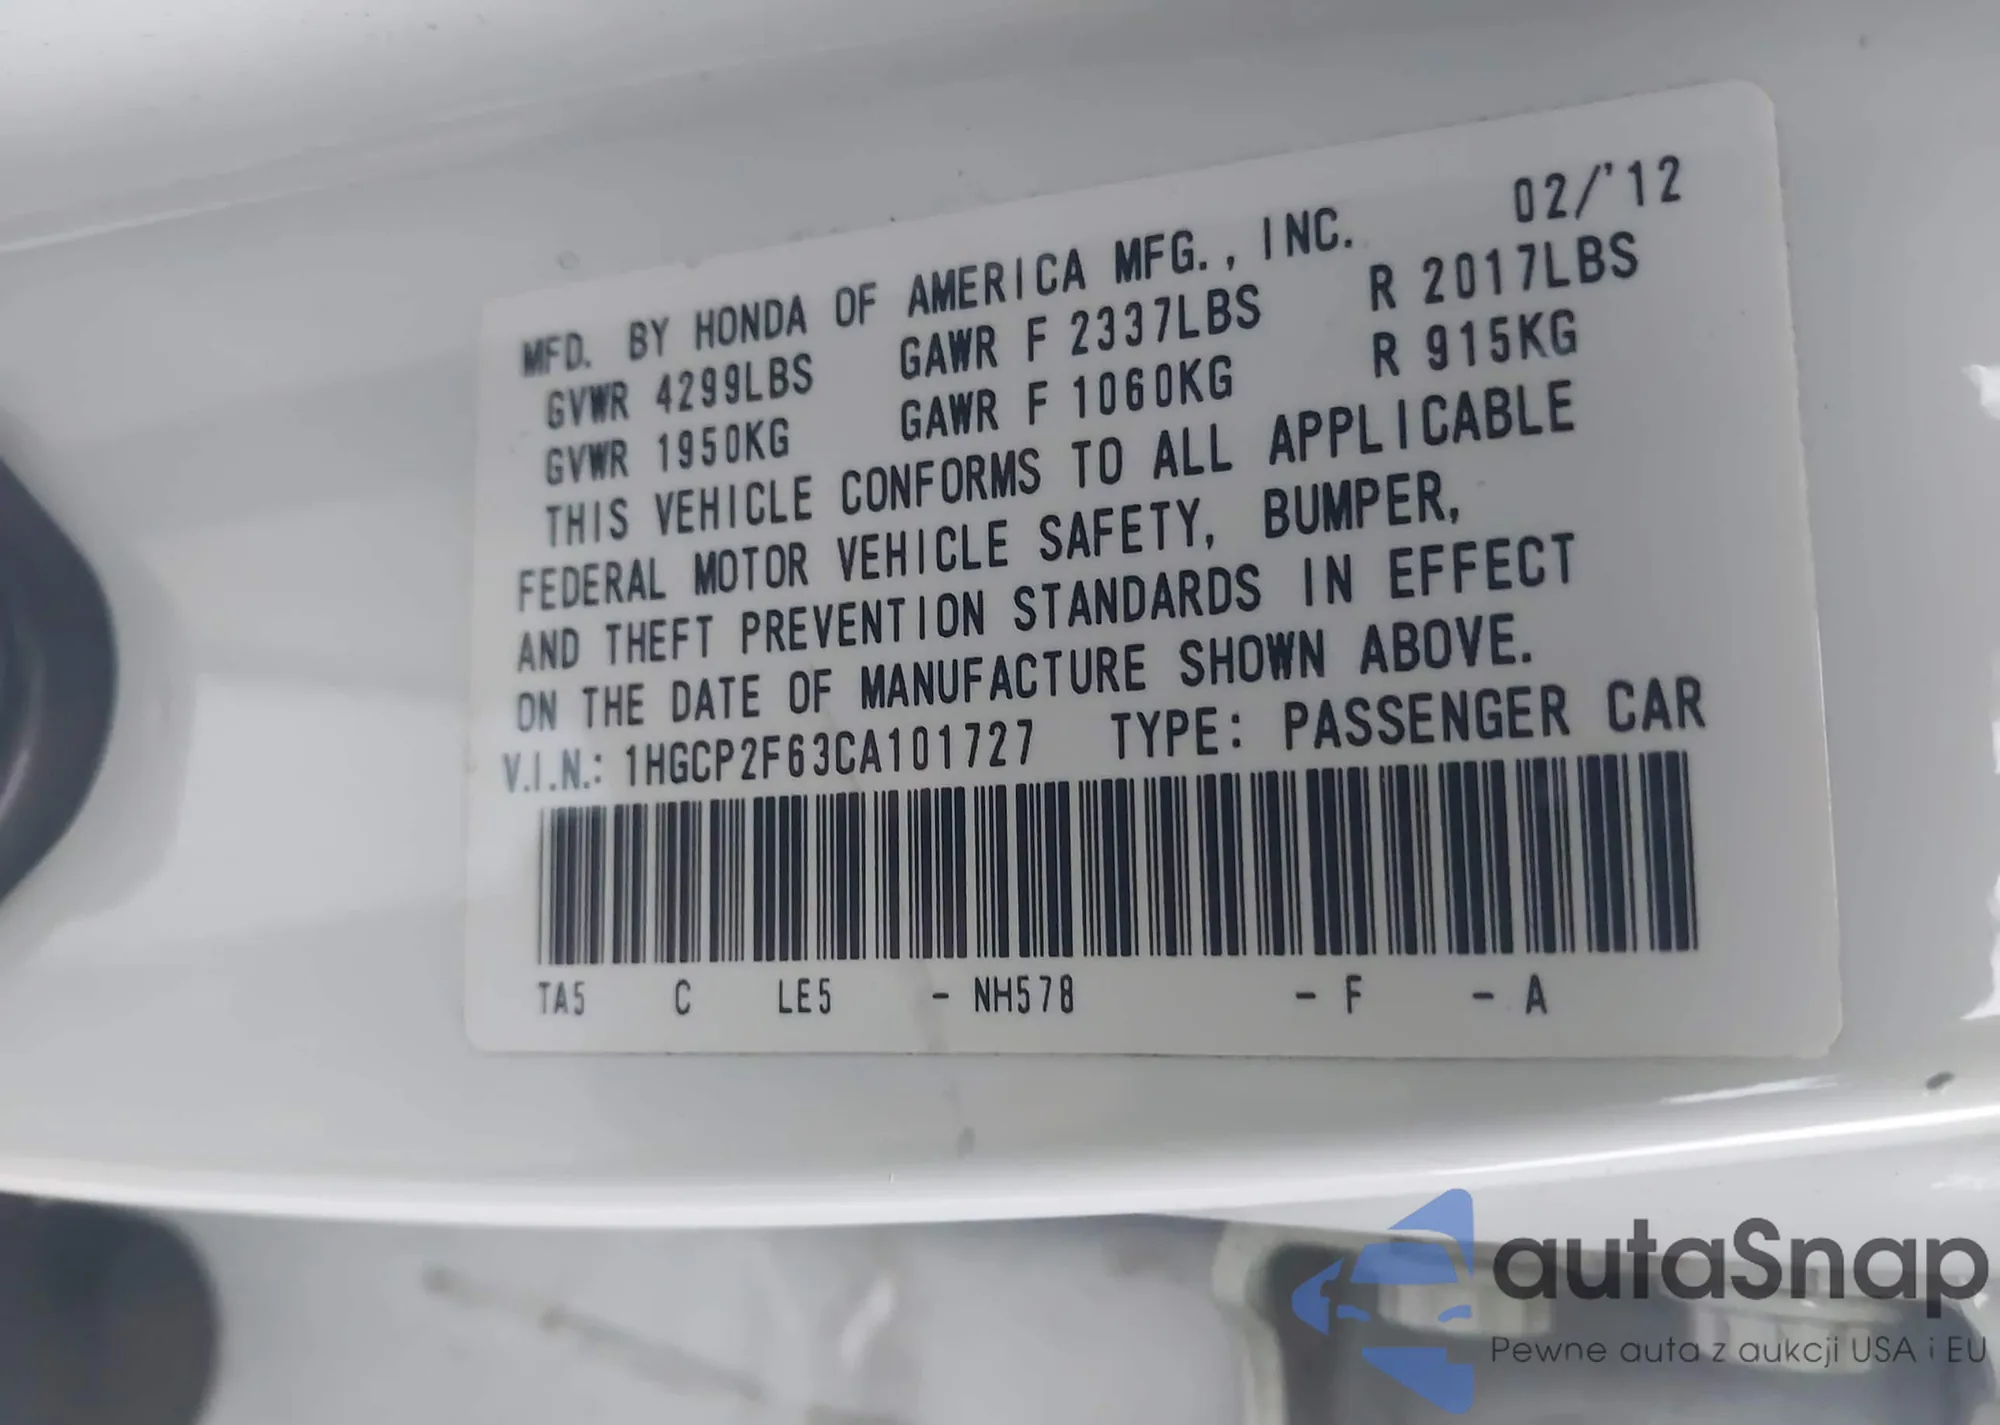 MFD. BY HONDA OF AMERICA MFG., INC. 02/'12
GVWR 4299LBS GAWR F 2337LBS R 2017LBS
GVWR 1950KG GAWR F 1060KG R 915KG
THIS VEHICLE CONFORMS TO ALL APPLICABLE
FEDERAL MOTOR VEHICLE SAFETY, BUMPER,
AND THEFT PREVENTION STANDARDS IN EFFECT
ON THE DATE OF MANUFACTURE SHOWN ABOVE.
V.I.N.: 1HGCP2F63CA101727 TYPE: PASSENGER CAR
TA5 C LE5 - NH578 - F - A
autaSnap
Pewne auta z aukcji USA i EU